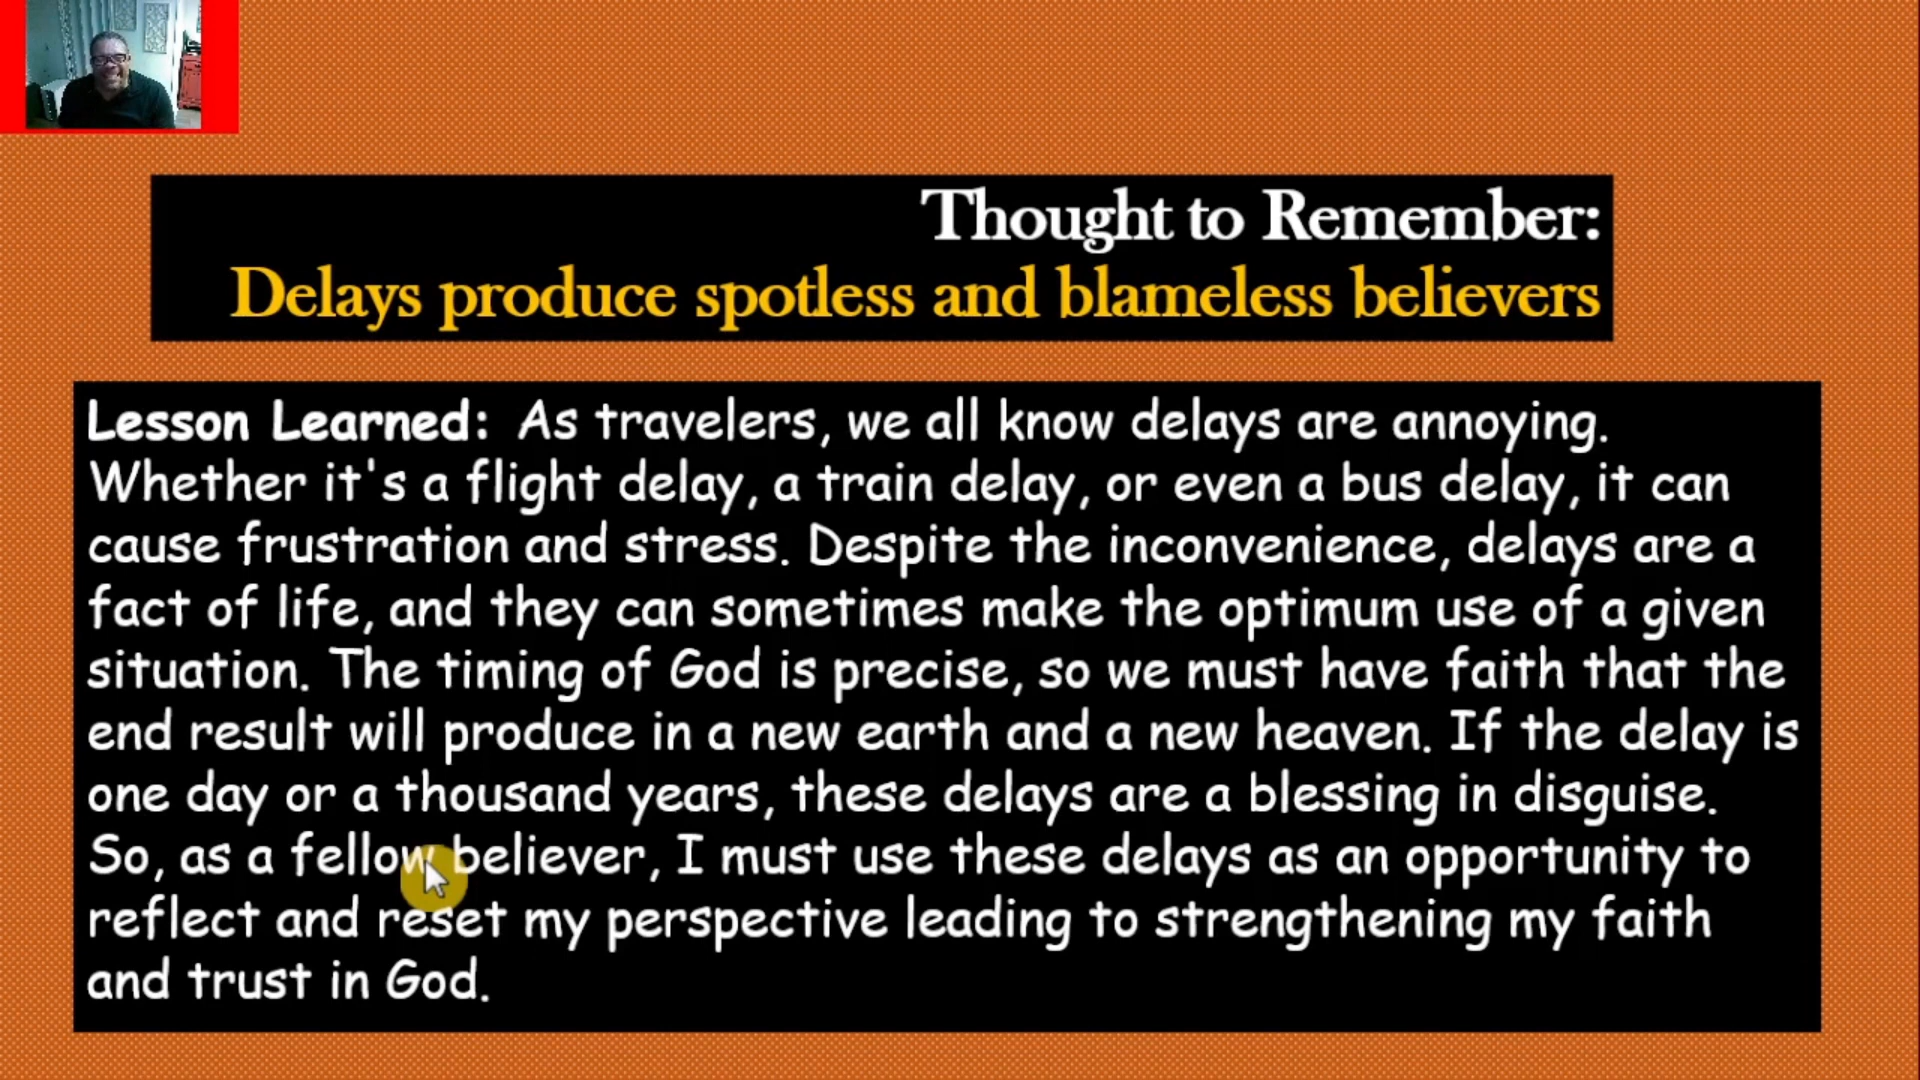 Thought to Remember:
Delays produce spotless and blameless believers
Lesson Learned: As travelers, we all know delays are annoying.
Whether it's a flight delay, a train delay, or even a bus delay, it can
cause frustration and stress. Despite the inconvenience, delays are a
fact of life, and they can sometimes make the optimum use of a given
situation. The timing of God is precise, so we must have faith that the
end result will produce in a new earth and a new heaven. If the delay is
one day or a thousand years, these delays are a blessing in disguise.
So, as a fellow believer, I must use these delays as an opportunity to
reflect and reset my perspective leading to strengthening my faith
and trust in God.